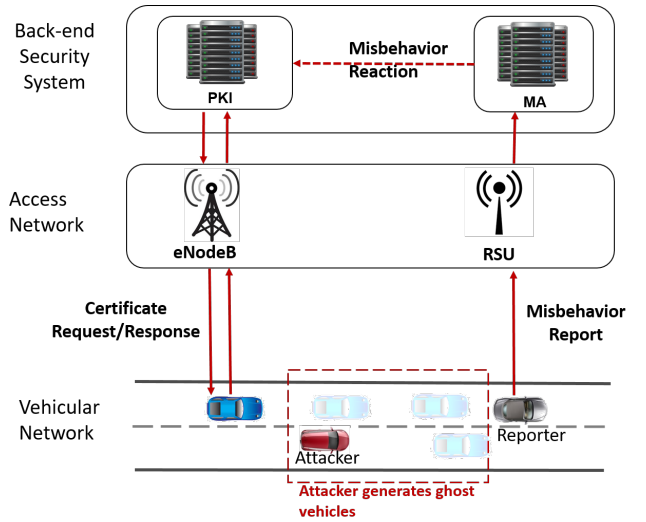 Back-end
Security
System
PKI
Misbehavior
Reaction
MA
Access
Network
eNodeB
RSU
Certificate
Request/Response
Misbehavior
Report
Vehicular
Network
Attacker
Reporter
Attacker generates ghost
vehicles